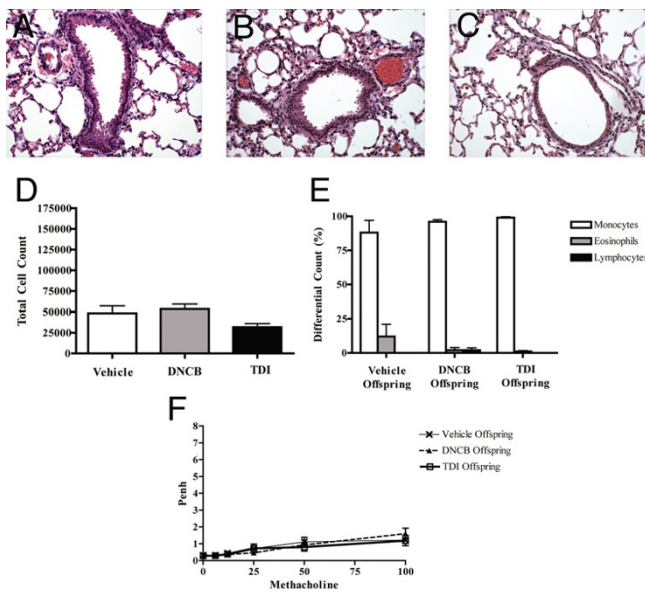 A
B
C.
D
Total Cell Count
175000
150000
125000
100000
75000
50000
25000
0
Vehicle
DNCB
TDI
E
Differential Count (%)
100
75
50
25
0
Vehicle
Offspring
DNCB
Offspring
TDI
Offspring
Monocytes
Eosinophils
Lymphocytes
F
Penh
8
7
6
5
4
3
2
1
0
0
25
50
75
100
Methacholine
Vehicle Offspring
DNCB Offspring
TDI Offspring